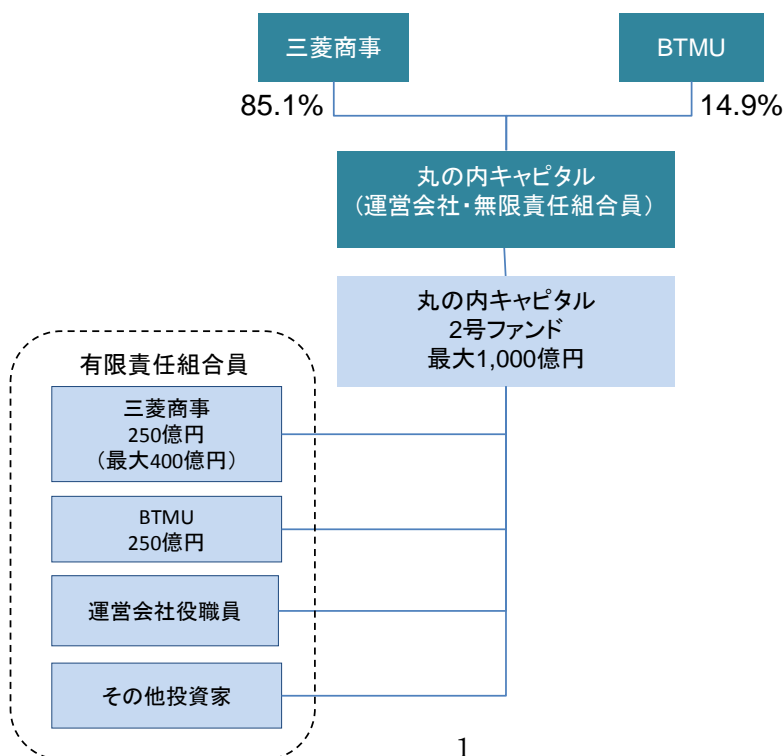 三菱商事
BTMU
85.1%
14.9%
丸の内キャピタル
（運営会社・無限責任組合員）
丸の内キャピタル
2号ファンド
最大1,000億円
有限責任組合員
三菱商事
250億円
（最大400億円）
BTMU
250億円
運営会社役職員
その他投資家
1